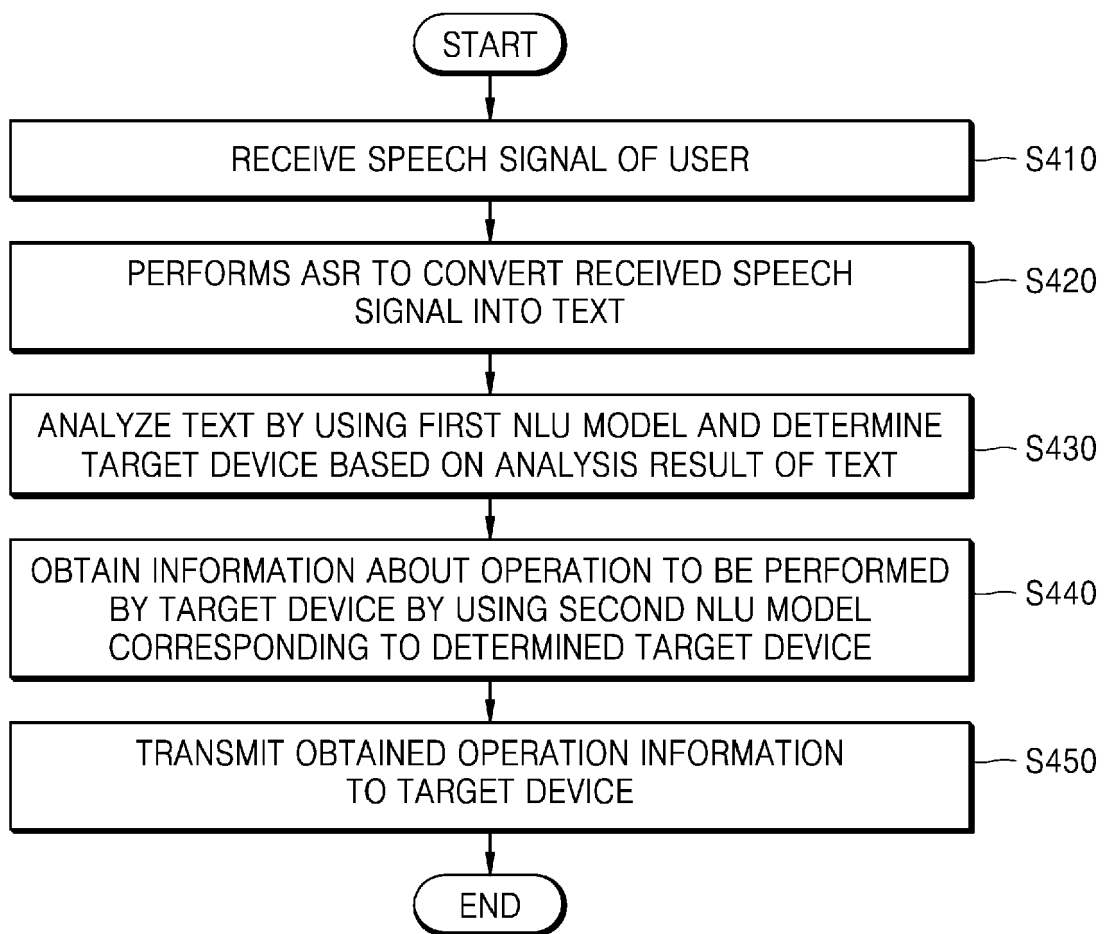 START
RECEIVE SPEECH SIGNAL OF USER
S410
PERFORMS ASR TO CONVERT RECEIVED SPEECH
SIGNAL INTO TEXT
S420
ANALYZE TEXT BY USING FIRST NLU MODEL AND DETERMINE
TARGET DEVICE BASED ON ANALYSIS RESULT OF TEXT
S430
OBTAIN INFORMATION ABOUT OPERATION TO BE PERFORMED
BY TARGET DEVICE BY USING SECOND NLU MODEL
CORRESPONDING TO DETERMINED TARGET DEVICE
S440
TRANSMIT OBTAINED OPERATION INFORMATION
TO TARGET DEVICE
S450
END